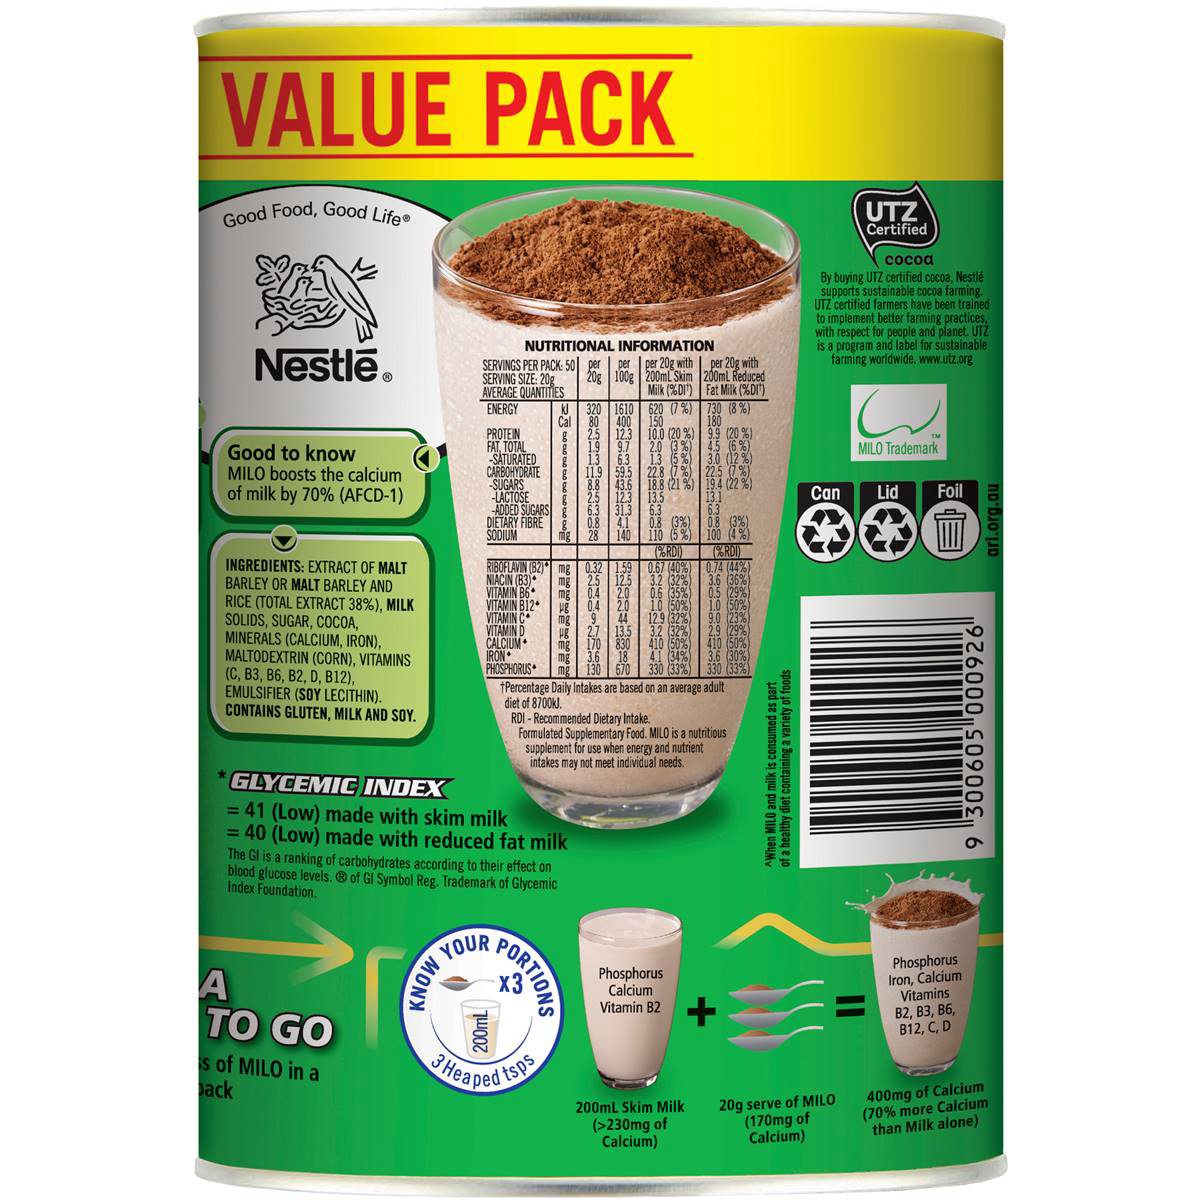 VALUE PACK
Good Food, Good Life®
Nestlé®
Good to know
MILO boosts the calcium
of milk by 70% (AFCD-1)
INGREDIENTS: EXTRACT OF MALT
BARLEY OR MALT BARLEY AND
RICE (TOTAL EXTRACT 38%), MILK
SOLIDS, SUGAR, COCOA,
MINERALS (CALCIUM, IRON),
MALTODEXTRIN (CORN), VITAMINS
(C, B3, B6, B2, D, B12),
EMULSIFIER (SOY LECITHIN).
CONTAINS GLUTEN, MILK AND SOY.
* GLYCEMIC INDEX
= 41 (Low) made with skim milk
= 40 (Low) made with reduced fat milk
The GI is a ranking of carbohydrates according to their effect on
blood glucose levels. ® of GI Symbol Reg. Trademark of Glycemic
Index Foundation.
NUTRITIONAL INFORMATION
SERVINGS PER PACK: 50 per per per 20g with per 20g with
SERVING SIZE: 20g 20g 100g 200mL Skim 200mL Reduced
AVERAGE QUANTITIES Milk (%DI†) Fat Milk (%DI†)
ENERGY kJ 320 1610 620 (7%) 730 (8%)
Cal 80 400 150 180
PROTEIN g 2.5 12.3 10.0 (20%) 9.9 (20%)
FAT, TOTAL g 1.9 9.7 2.0 (3%) 4.5 (6%)
-SATURATED g 1.3 6.3 1.3 (5%) 3.0 (12%)
CARBOHYDRATE g 11.9 59.5 22.8 (7%) 22.5 (7%)
-SUGARS g 8.8 43.6 18.8 (21%) 19.4 (22%)
-LACTOSE g 2.5 12.3 13.5 13.1
-ADDED SUGARS g 6.3 31.3 6.3 6.3
DIETARY FIBRE g 0.8 4.1 0.8 (3%) 0.8 (3%)
SODIUM mg 28 140 110 (5%) 100 (4%)
(%RDI) (%RDI)
RIBOFLAVIN (B2)♦ mg 0.32 1.59 0.67 (40%) 0.74 (44%)
NIACIN (B3)♦ mg 2.5 12.5 3.2 (32%) 3.6 (36%)
VITAMIN B6♦ mg 0.4 2.0 0.6 (35%) 0.5 (29%)
VITAMIN B12♦ µg 0.4 2.0 1.0 (50%) 1.0 (50%)
VITAMIN C♦ mg 9 44 12.9 (32%) 9.0 (23%)
VITAMIN D µg 2.7 13.5 3.2 (32%) 2.9 (29%)
CALCIUM♦ mg 170 830 410 (50%) 410 (50%)
IRON♦ mg 3.6 18 4.1 (34%) 3.6 (30%)
PHOSPHORUS♦ mg 130 670 330 (33%) 330 (33%)
†Percentage Daily Intakes are based on an average adult
diet of 8700kJ.
RDI - Recommended Dietary Intake.
Formulated Supplementary Food. MILO is a nutritious
supplement for use when energy and nutrient
intakes may not meet individual needs.
UTZ
Certified
cocoa
By buying UTZ certified cocoa, Nestlé
supports sustainable cocoa farming.
UTZ certified farmers have been trained
to implement better farming practices,
with respect for people and planet. UTZ
is a program and label for sustainable
farming worldwide. www.utz.org
MILO Trademark™
Can Lid Foil
arl.org.au
9 300605 000926
^When MILO and milk is consumed as part
of a healthy diet containing a variety of foods
A
TO GO
ss of MILO in a
pack
KNOW YOUR PORTIONS
x3
200mL
3 Heaped tsps
Phosphorus
Calcium
Vitamin B2
+
=
Phosphorus
Iron, Calcium
Vitamins
B2, B3, B6,
B12, C, D
200mL Skim Milk
(>230mg of
Calcium)
20g serve of MILO
(170mg of
Calcium)
400mg of Calcium
(70% more Calcium
than Milk alone)